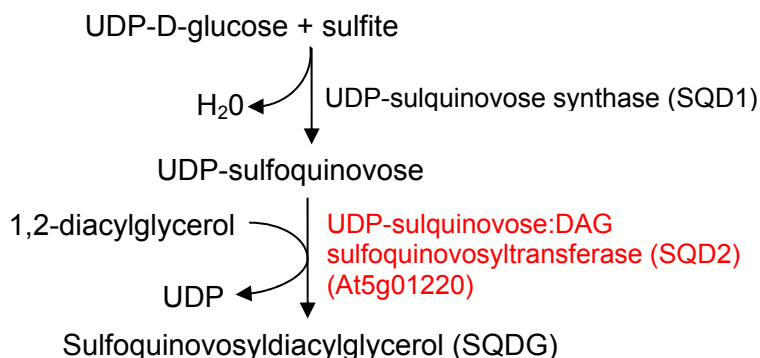 UDP-D-glucose + sulfite
H₂0
UDP-sulquinovose synthase (SQD1)
UDP-sulfoquinovose
1,2-diacylglycerol
UDP-sulquinovose:DAG
sulfoquinovosyltransferase (SQD2)
(At5g01220)
UDP
Sulfoquinovosyldiacylglycerol (SQDG)